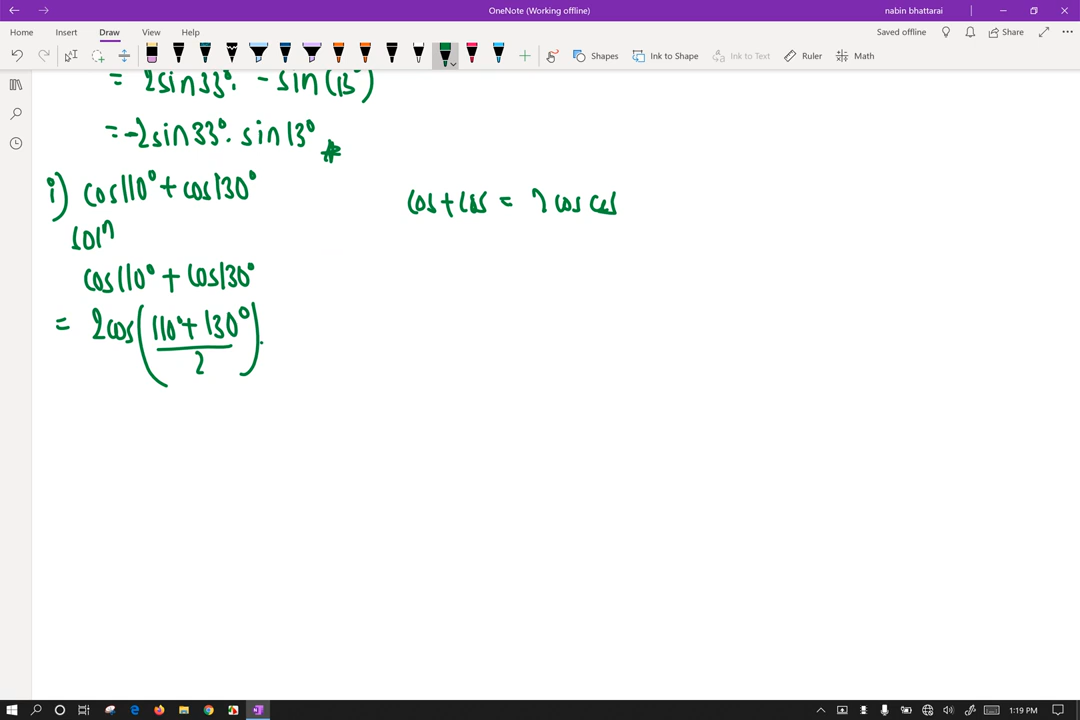 OneNote (Working offline)
nabin bhattarai
Home Insert Draw View Help
Saved offline
Share
Shapes
Ink to Shape
Ink to Text
Ruler
Math
= 2sin33°. - sin(13°)
= -2sin33°. sin13°
i) cos110° + cos130°
cos + cos = 2 cos cos
solⁿ
cos110° + cos130°
= 2cos(110° + 130°/2).
1:19 PM